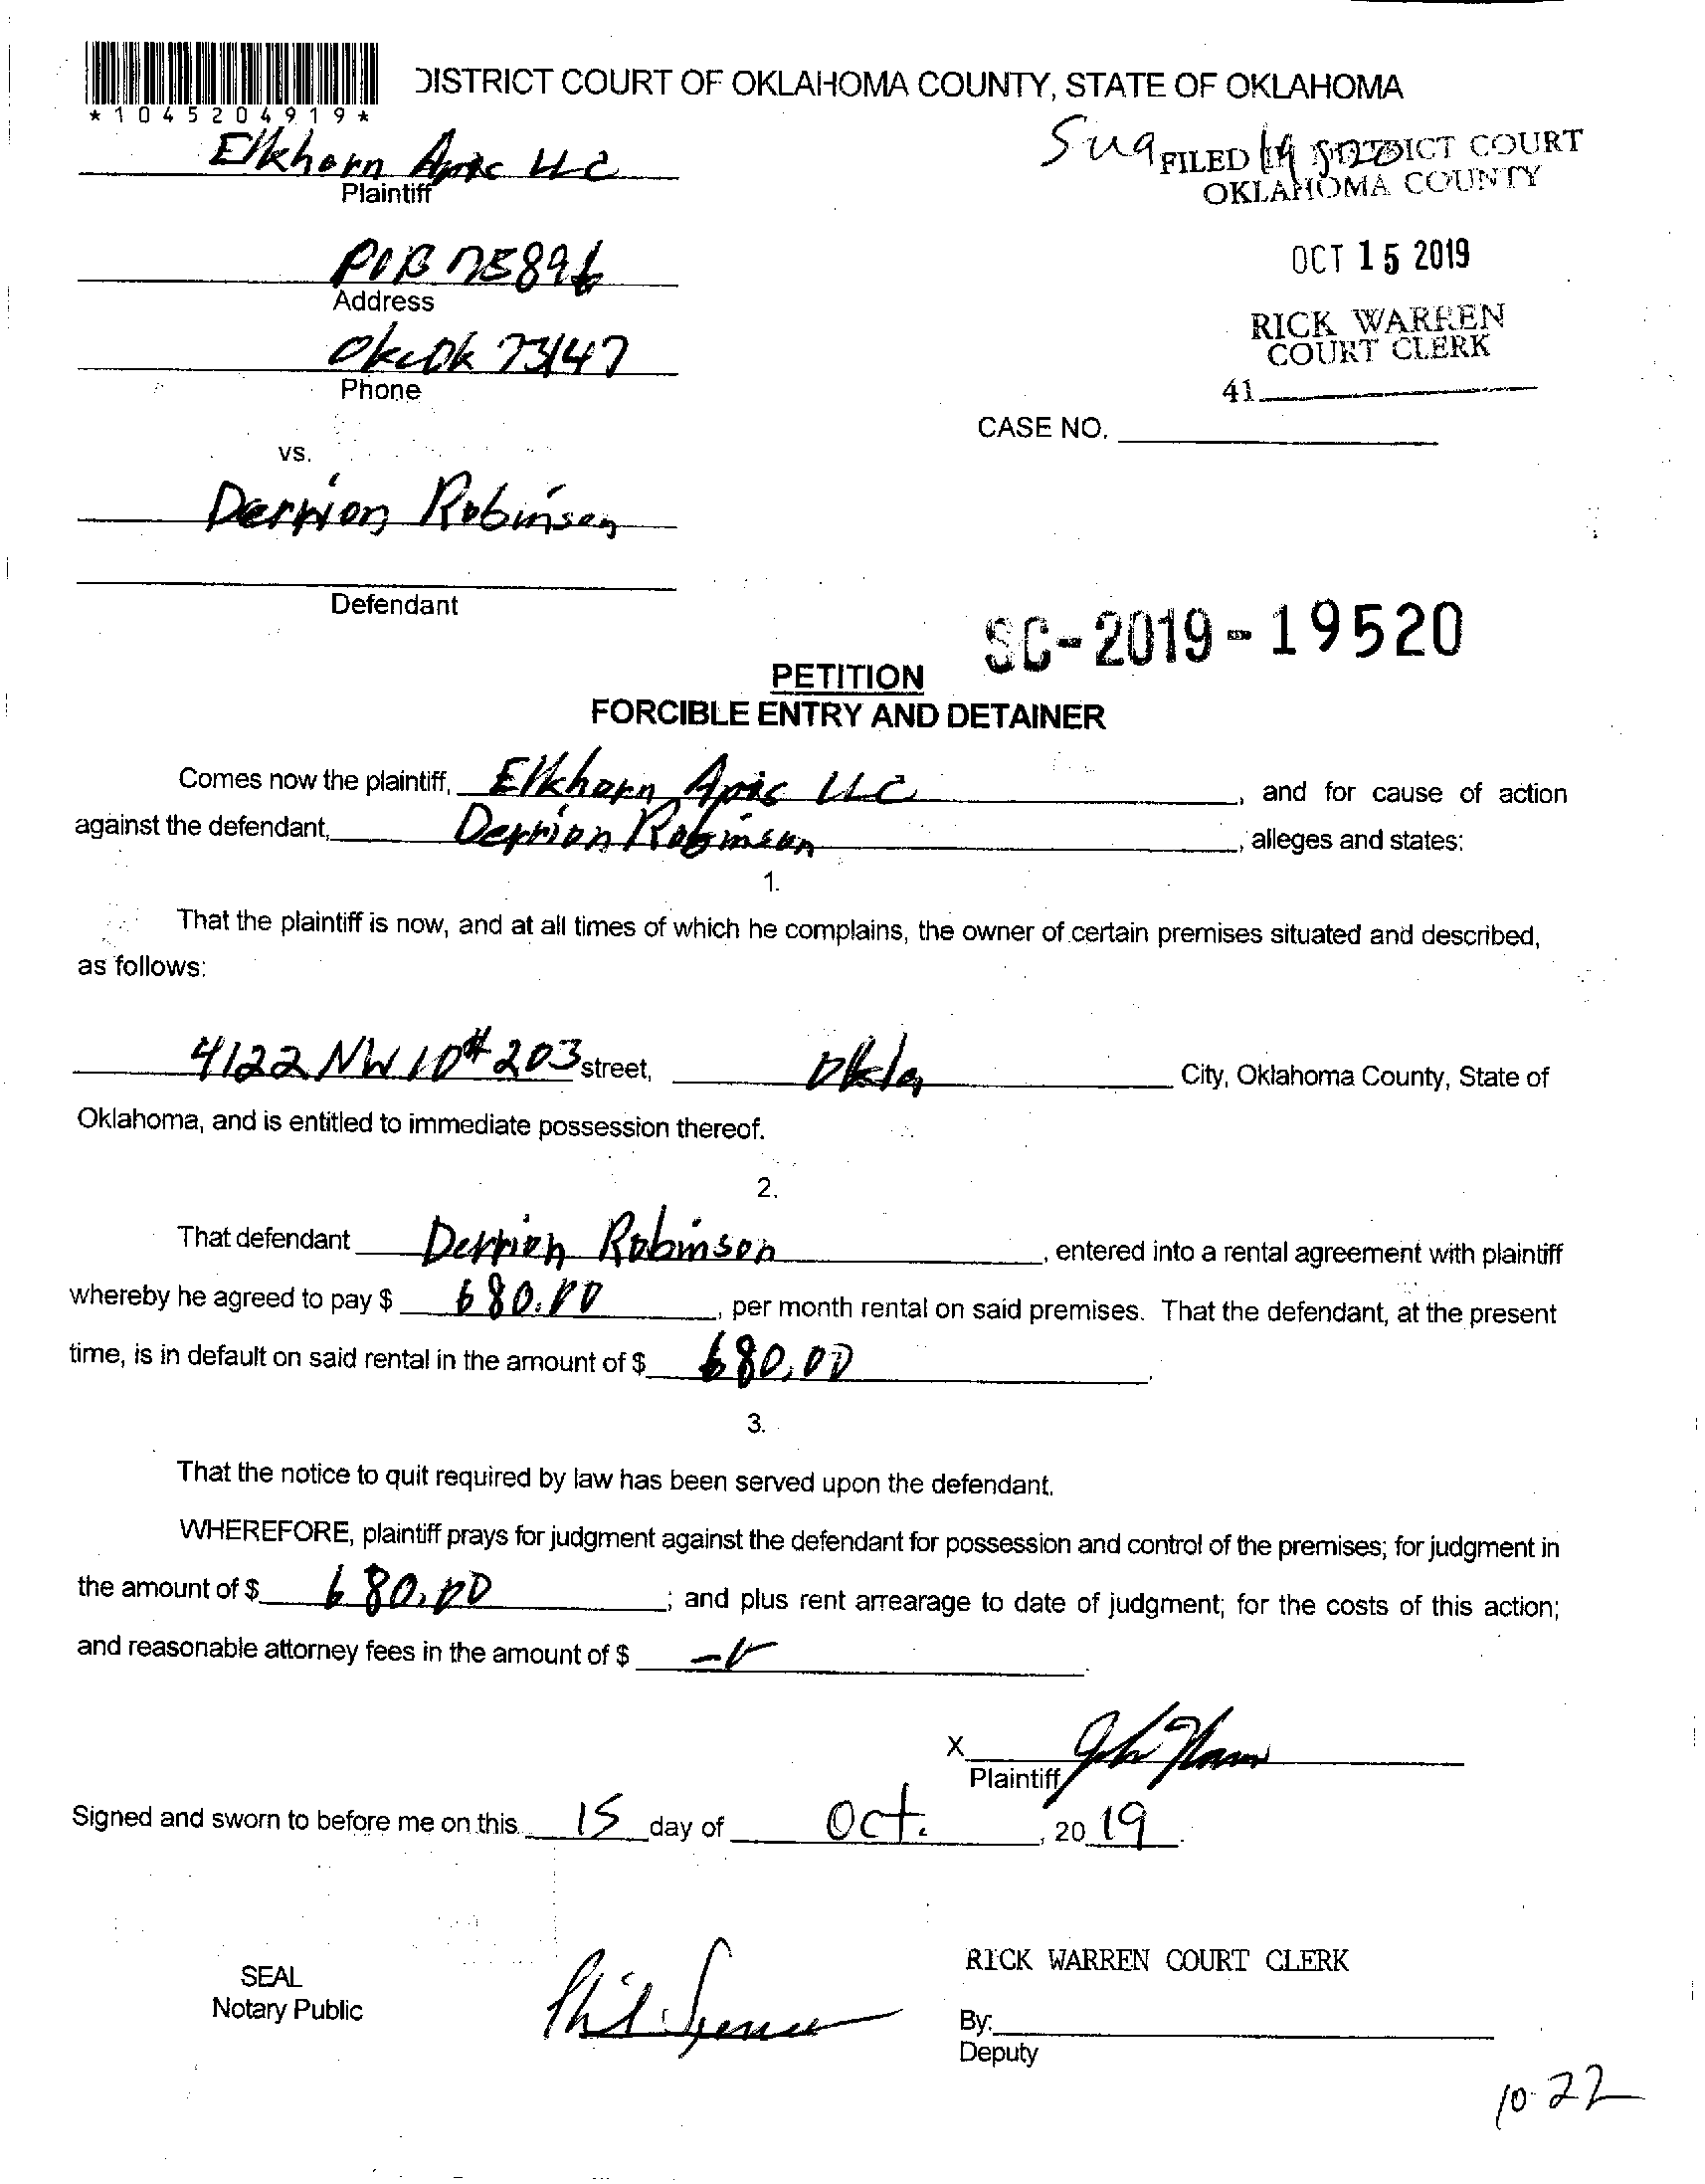 *1045204919*
DISTRICT COURT OF OKLAHOMA COUNTY, STATE OF OKLAHOMA
Elkhorn Apts LLC
Plaintiff
FILED IN DISTRICT COURT
OKLAHOMA COUNTY
POB 75896
Address
OCT 15 2019
Okc Ok 73147
Phone
RICK WARREN
COURT CLERK
41
CASE NO.
vs.
Derrion Robinson
Defendant
SC-2019-19520
PETITION
FORCIBLE ENTRY AND DETAINER
Comes now the plaintiff, Elkhorn Apts LLC, and for cause of action
against the defendant, Derrion Robinson, alleges and states:
1.
That the plaintiff is now, and at all times of which he complains, the owner of certain premises situated and described,
as follows:
4122 NW 10 # 203 street, Okla City, Oklahoma County, State of
Oklahoma, and is entitled to immediate possession thereof.
2.
That defendant Derrion Robinson, entered into a rental agreement with plaintiff
whereby he agreed to pay $ 680.00, per month rental on said premises. That the defendant, at the present
time, is in default on said rental in the amount of $ 680.00.
3.
That the notice to quit required by law has been served upon the defendant.
WHEREFORE, plaintiff prays for judgment against the defendant for possession and control of the premises; for judgment in
the amount of $ 680.00; and plus rent arrearage to date of judgment; for the costs of this action;
and reasonable attorney fees in the amount of $
X
Plaintiff
Signed and sworn to before me on this 15 day of Oct., 2019.
SEAL
Notary Public
RICK WARREN COURT CLERK
By:
Deputy
10-22